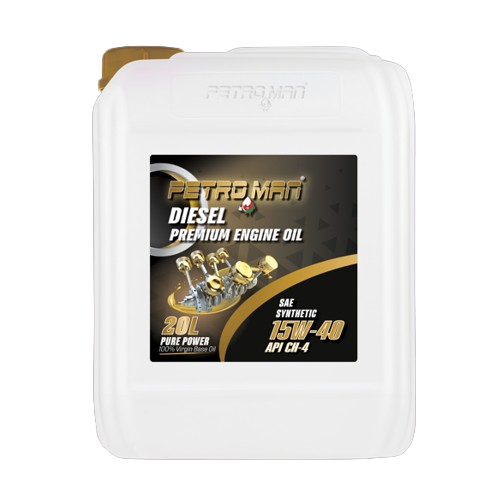 PETRO MAN®
PETRO MAN®
DIESEL
PREMIUM ENGINE OIL
SAE
SYNTHETIC
15W-40
API CH-4
20L
PURE POWER
100% Virgin Base Oil